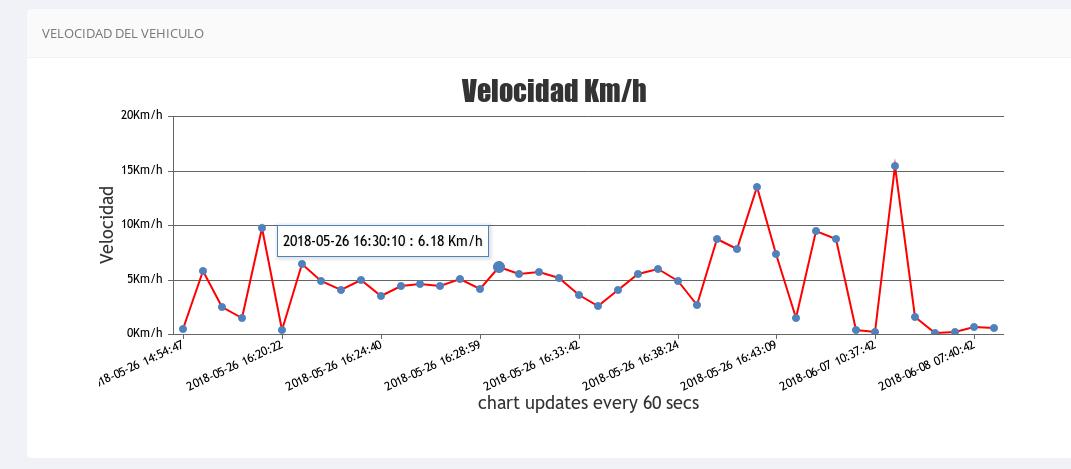 VELOCIDAD DEL VEHICULO
Velocidad Km/h
20Km/h
15Km/h
10Km/h
5Km/h
0Km/h
Velocidad
2018-05-26 16:30:10 : 6.18 Km/h
18-05-26 14:54:47
2018-05-26 16:20:22
2018-05-26 16:24:40
2018-05-26 16:28:59
2018-05-26 16:33:42
2018-05-26 16:38:24
2018-05-26 16:43:09
2018-06-07 10:37:42
2018-06-08 07:40:42
chart updates every 60 secs